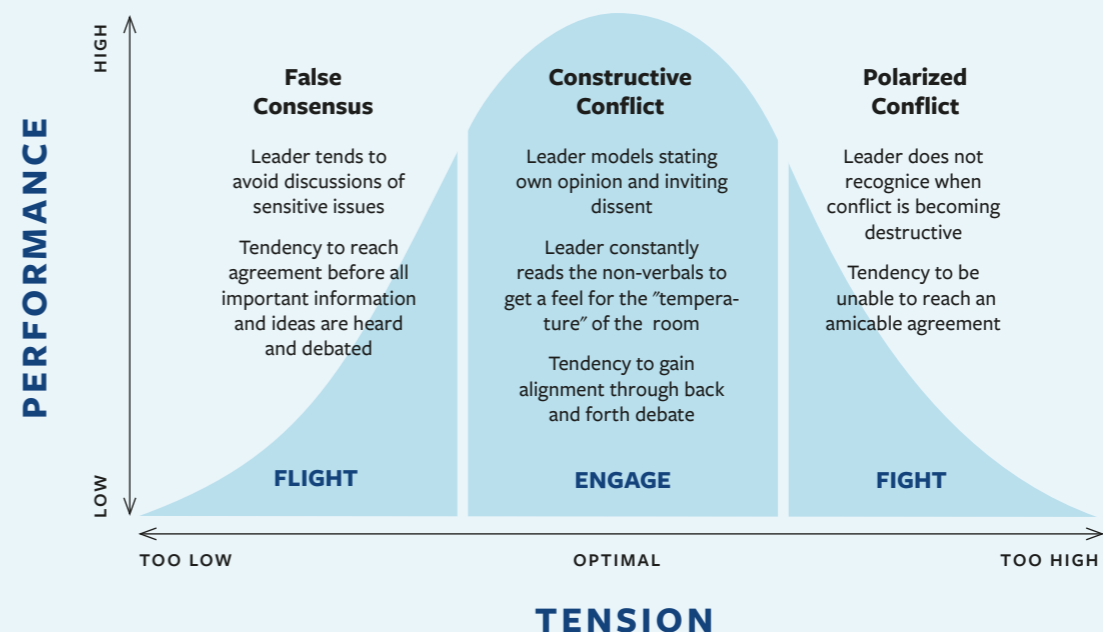 PERFORMANCE
HIGH
LOW
False
Consensus
Leader tends to
avoid discussions of
sensitive issues
Tendency to reach
agreement before all
important information
and ideas are heard
and debated
FLIGHT
Constructive
Conflict
Leader models stating
own opinion and inviting
dissent
Leader constantly
reads the non-verbals to
get a feel for the "tempera-
ture" of the room
Tendency to gain
alignment through back
and forth debate
ENGAGE
Polarized
Conflict
Leader does not
recognice when
conflict is becoming
destructive
Tendency to be
unable to reach an
amicable agreement
FIGHT
TOO LOW
OPTIMAL
TOO HIGH
TENSION